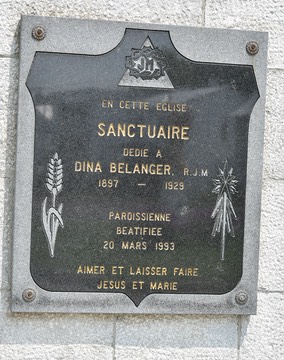 JM
EN CETTE EGLISE
SANCTUAIRE
DEDIE A
DINA BELANGER, R.J.M
1897 — 1929
PAROISSIENNE
BEATIFIEE
20 MARS 1993
AIMER ET LAISSER FAIRE
JESUS ET MARIE